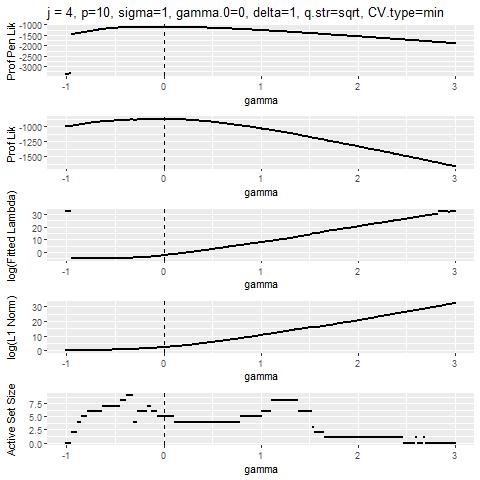 j = 4, p=10, sigma=1, gamma.0=0, delta=1, q.str=sqrt, CV.type=min
Prof Pen Lik
-1000
-1500
-2000
-2500
-3000
-1 0 1 2 3
gamma
Prof Lik
-1000
-1250
-1500
-1 0 1 2 3
gamma
log(Fitted Lambda)
30
20
10
0
-1 0 1 2 3
gamma
log(L1 Norm)
30
20
10
0
-1 0 1 2 3
gamma
Active Set Size
7.5
5.0
2.5
0.0
-1 0 1 2 3
gamma